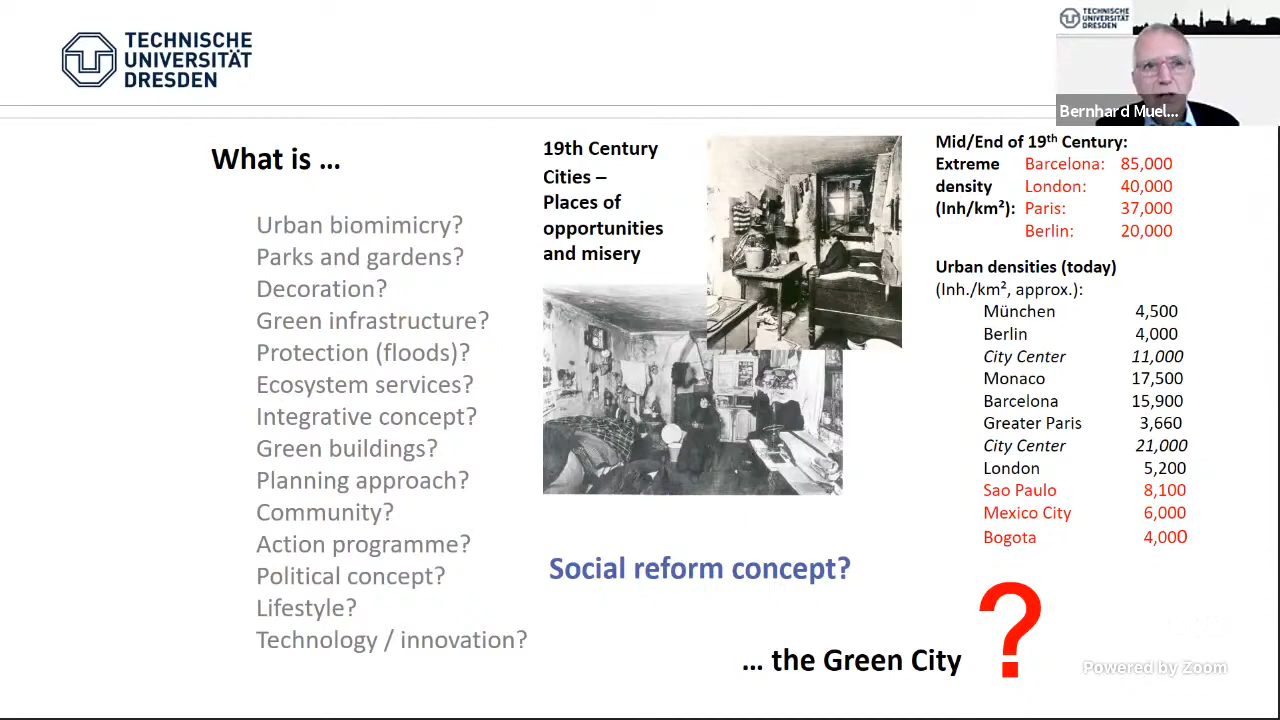 TECHNISCHE
UNIVERSITÄT
DRESDEN
TECHNISCHE
UNIVERSITÄT
DRESDEN
Bernhard Muel...
What is ...
Urban biomimicry?
Parks and gardens?
Decoration?
Green infrastructure?
Protection (floods)?
Ecosystem services?
Integrative concept?
Green buildings?
Planning approach?
Community?
Action programme?
Political concept?
Lifestyle?
Technology / innovation?
19th Century
Cities –
Places of
opportunities
and misery
Social reform concept?
Mid/End of 19th Century:
Extreme Barcelona: 85,000
density London: 40,000
(Inh/km²): Paris: 37,000
Berlin: 20,000
Urban densities (today)
(Inh./km², approx.):
München 4,500
Berlin 4,000
City Center 11,000
Monaco 17,500
Barcelona 15,900
Greater Paris 3,660
City Center 21,000
London 5,200
Sao Paulo 8,100
Mexico City 6,000
Bogota 4,000
... the Green City ?
Powered by Zoom